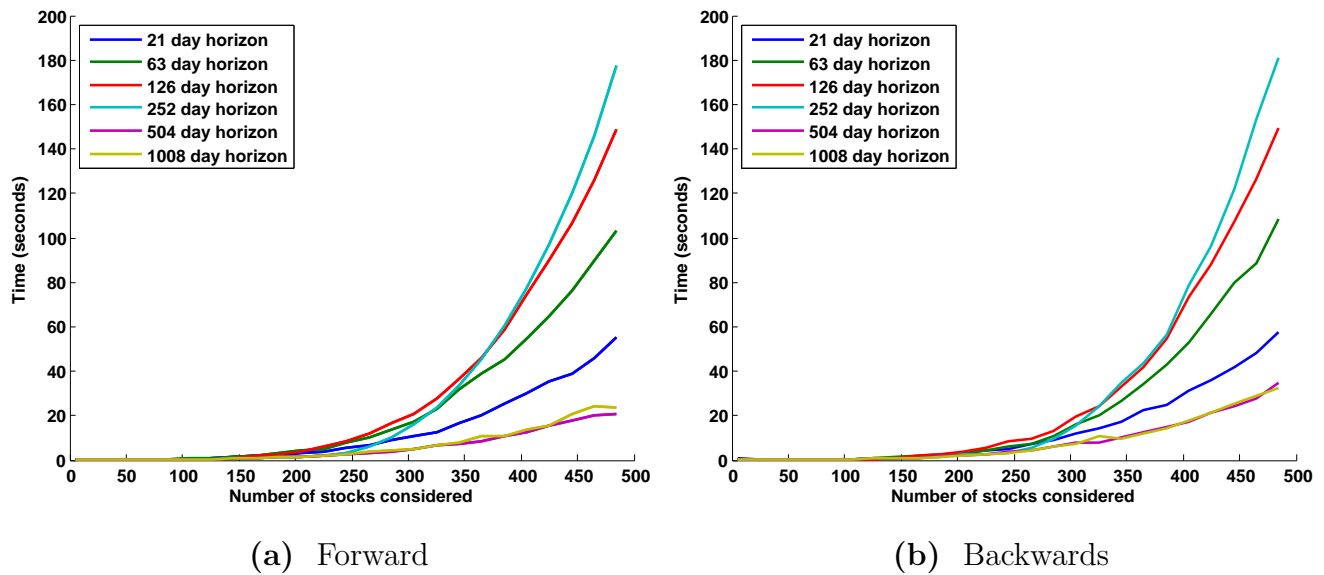 200
180
160
140
120
100
80
60
40
20
0
Time (seconds)
21 day horizon
63 day horizon
126 day horizon
252 day horizon
504 day horizon
1008 day horizon
0 50 100 150 200 250 300 350 400 450 500
Number of stocks considered
(a) Forward
200
180
160
140
120
100
80
60
40
20
0
Time (seconds)
21 day horizon
63 day horizon
126 day horizon
252 day horizon
504 day horizon
1008 day horizon
0 50 100 150 200 250 300 350 400 450 500
Number of stocks considered
(b) Backwards